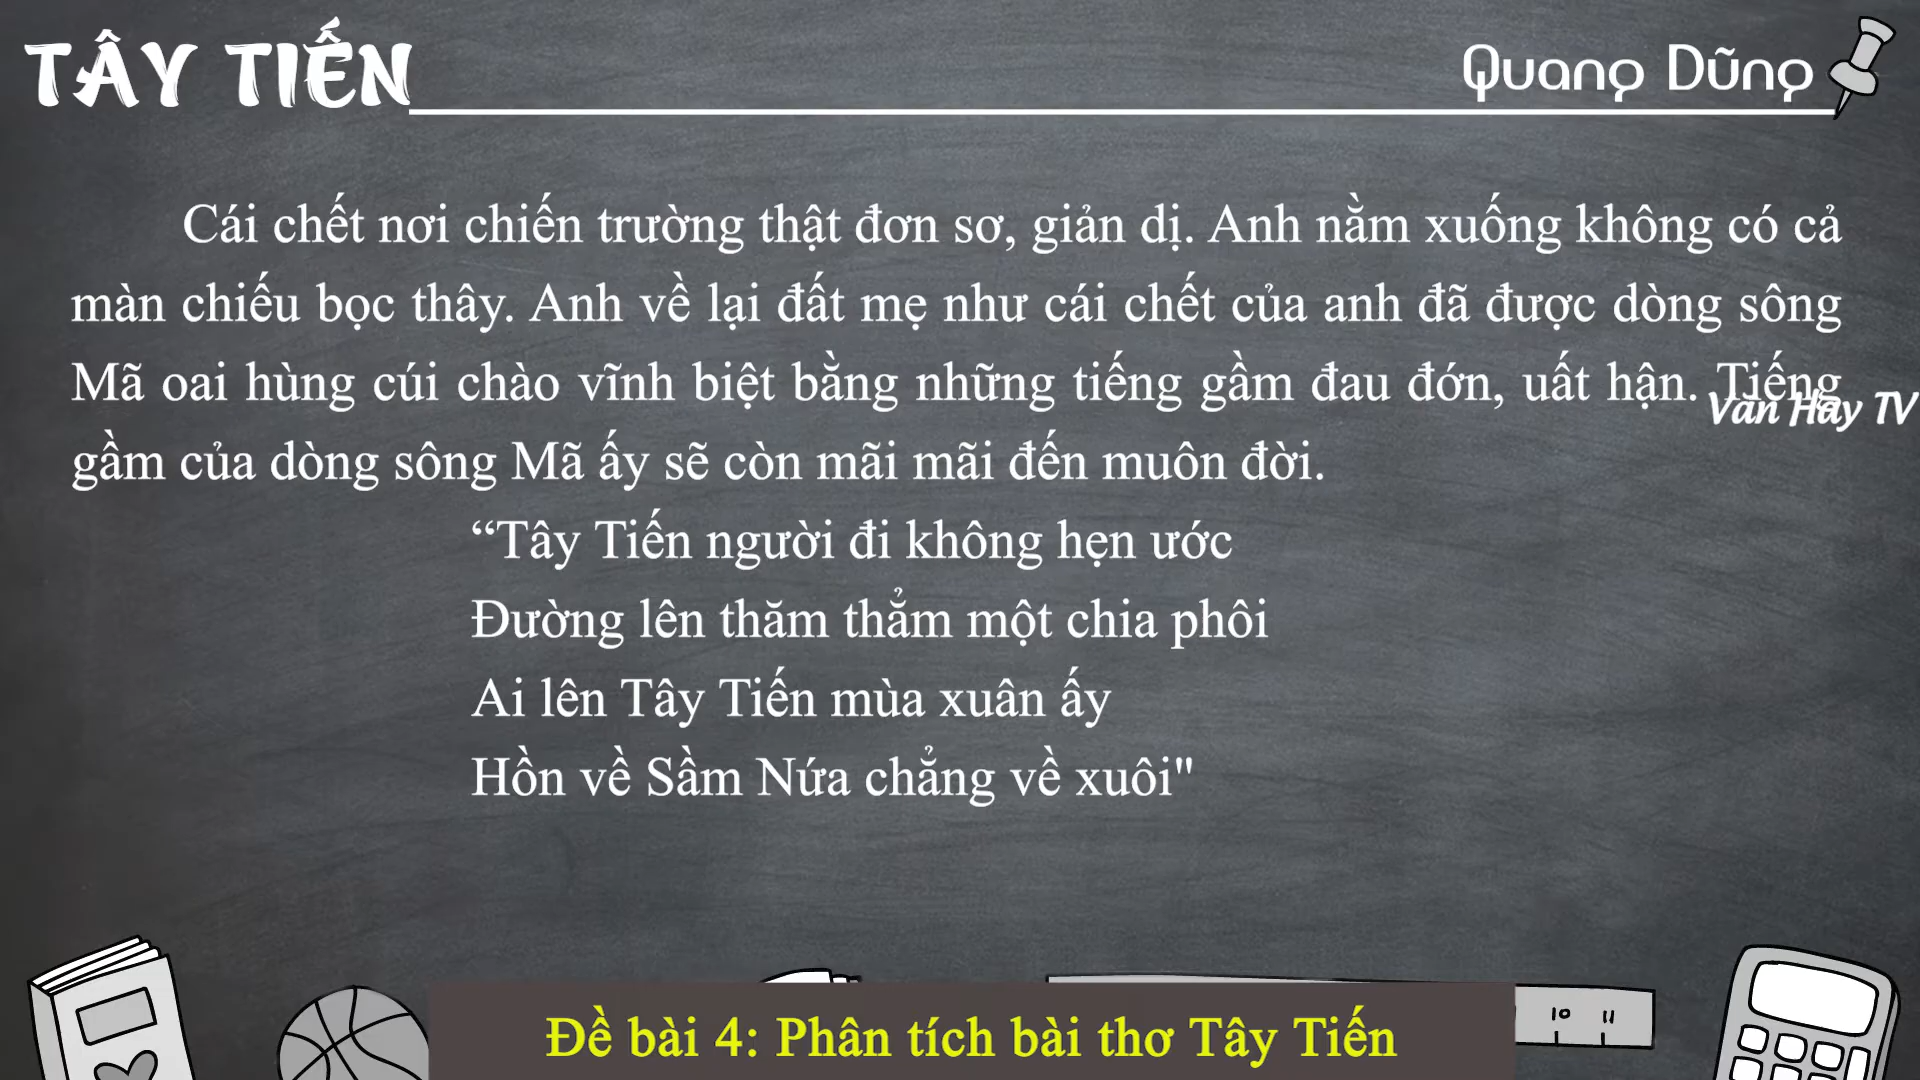 TÂY TIẾN
Quang Dũng
Cái chết nơi chiến trường thật đơn sơ, giản dị. Anh nằm xuống không có cả
màn chiếu bọc thây. Anh về lại đất mẹ như cái chết của anh đã được dòng sông
Mã oai hùng cúi chào vĩnh biệt bằng những tiếng gầm đau đớn, uất hận. Tiếng
Văn Hay TV
gầm của dòng sông Mã ấy sẽ còn mãi mãi đến muôn đời.
“Tây Tiến người đi không hẹn ước
Đường lên thăm thẳm một chia phôi
Ai lên Tây Tiến mùa xuân ấy
Hồn về Sầm Nứa chẳng về xuôi"
10 11
Đề bài 4: Phân tích bài thơ Tây Tiến